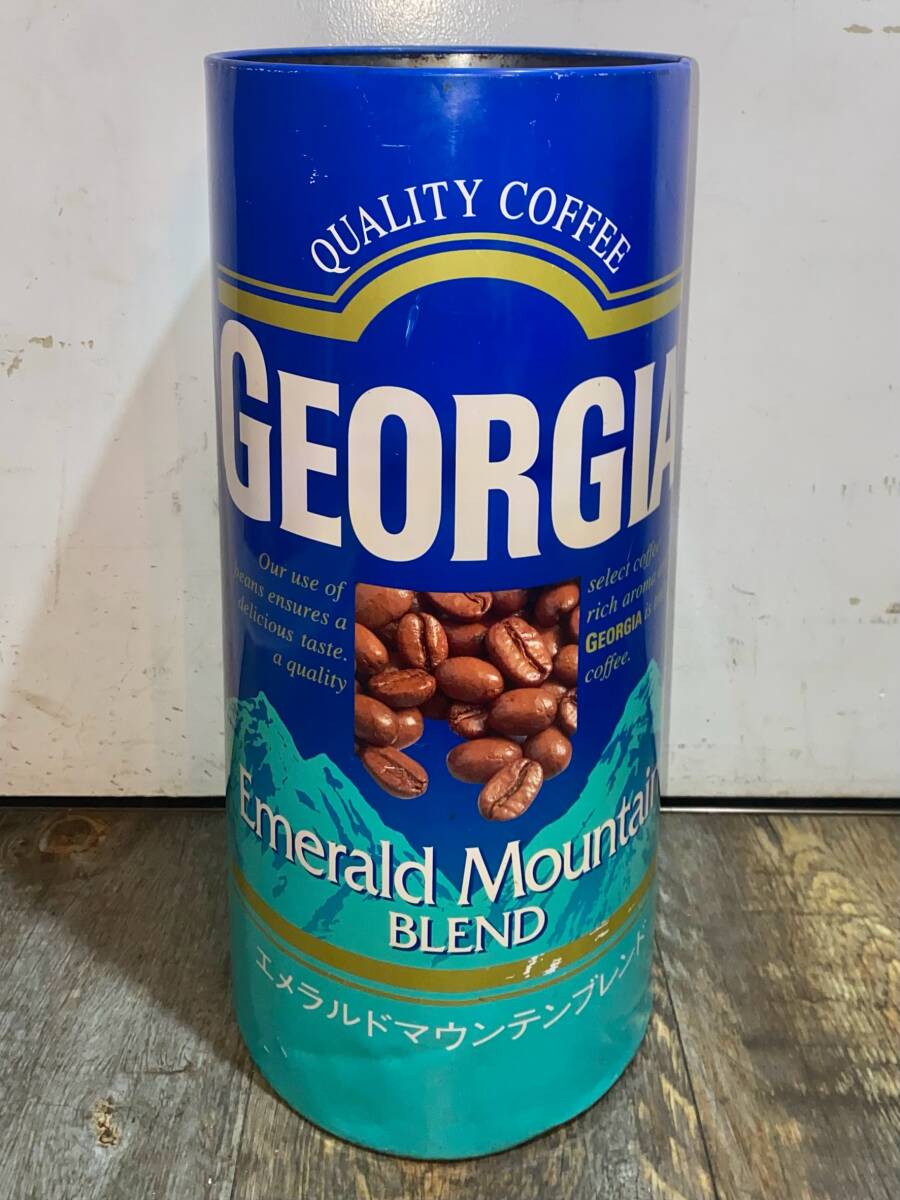 QUALITY COFFEE
GEORGIA
Our use of
beans ensures a
delicious taste.
a quality
select coffee
rich aroma
GEORGIA is
coffee.
Emerald Mountain
BLEND
エメラルドマウンテンブレンド